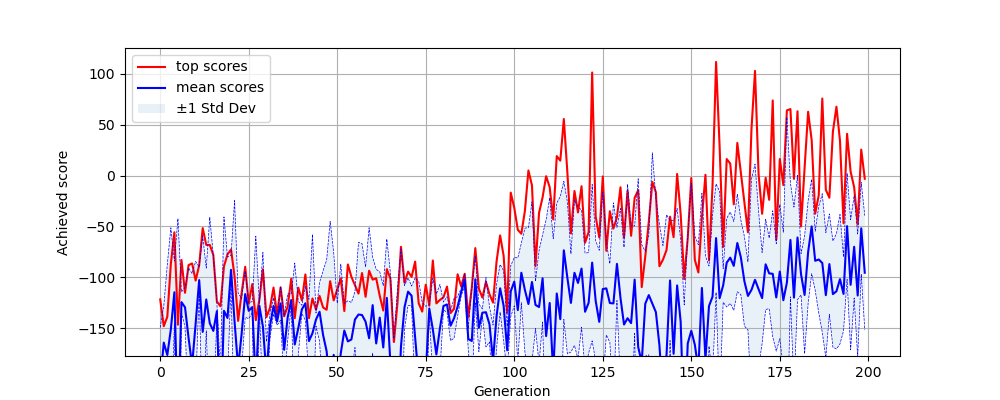 top scores
mean scores
±1 Std Dev
100
50
0
−50
−100
−150
Achieved score
0 25 50 75 100 125 150 175 200
Generation